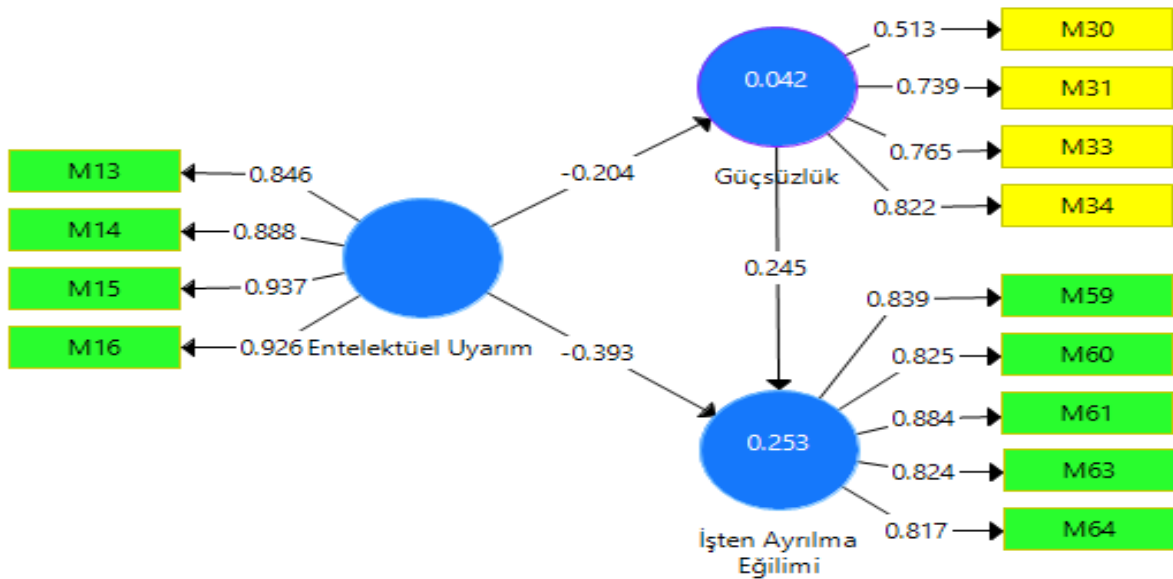 M13
M14
M15
M16
0.846
0.888
0.937
0.926
Entelektüel Uyarım
-0.204
-0.393
0.042
Güçsüzlük
0.245
0.253
İşten Ayrılma
Eğilimi
0.513
0.739
0.765
0.822
M30
M31
M33
M34
0.839
0.825
0.884
0.824
0.817
M59
M60
M61
M63
M64